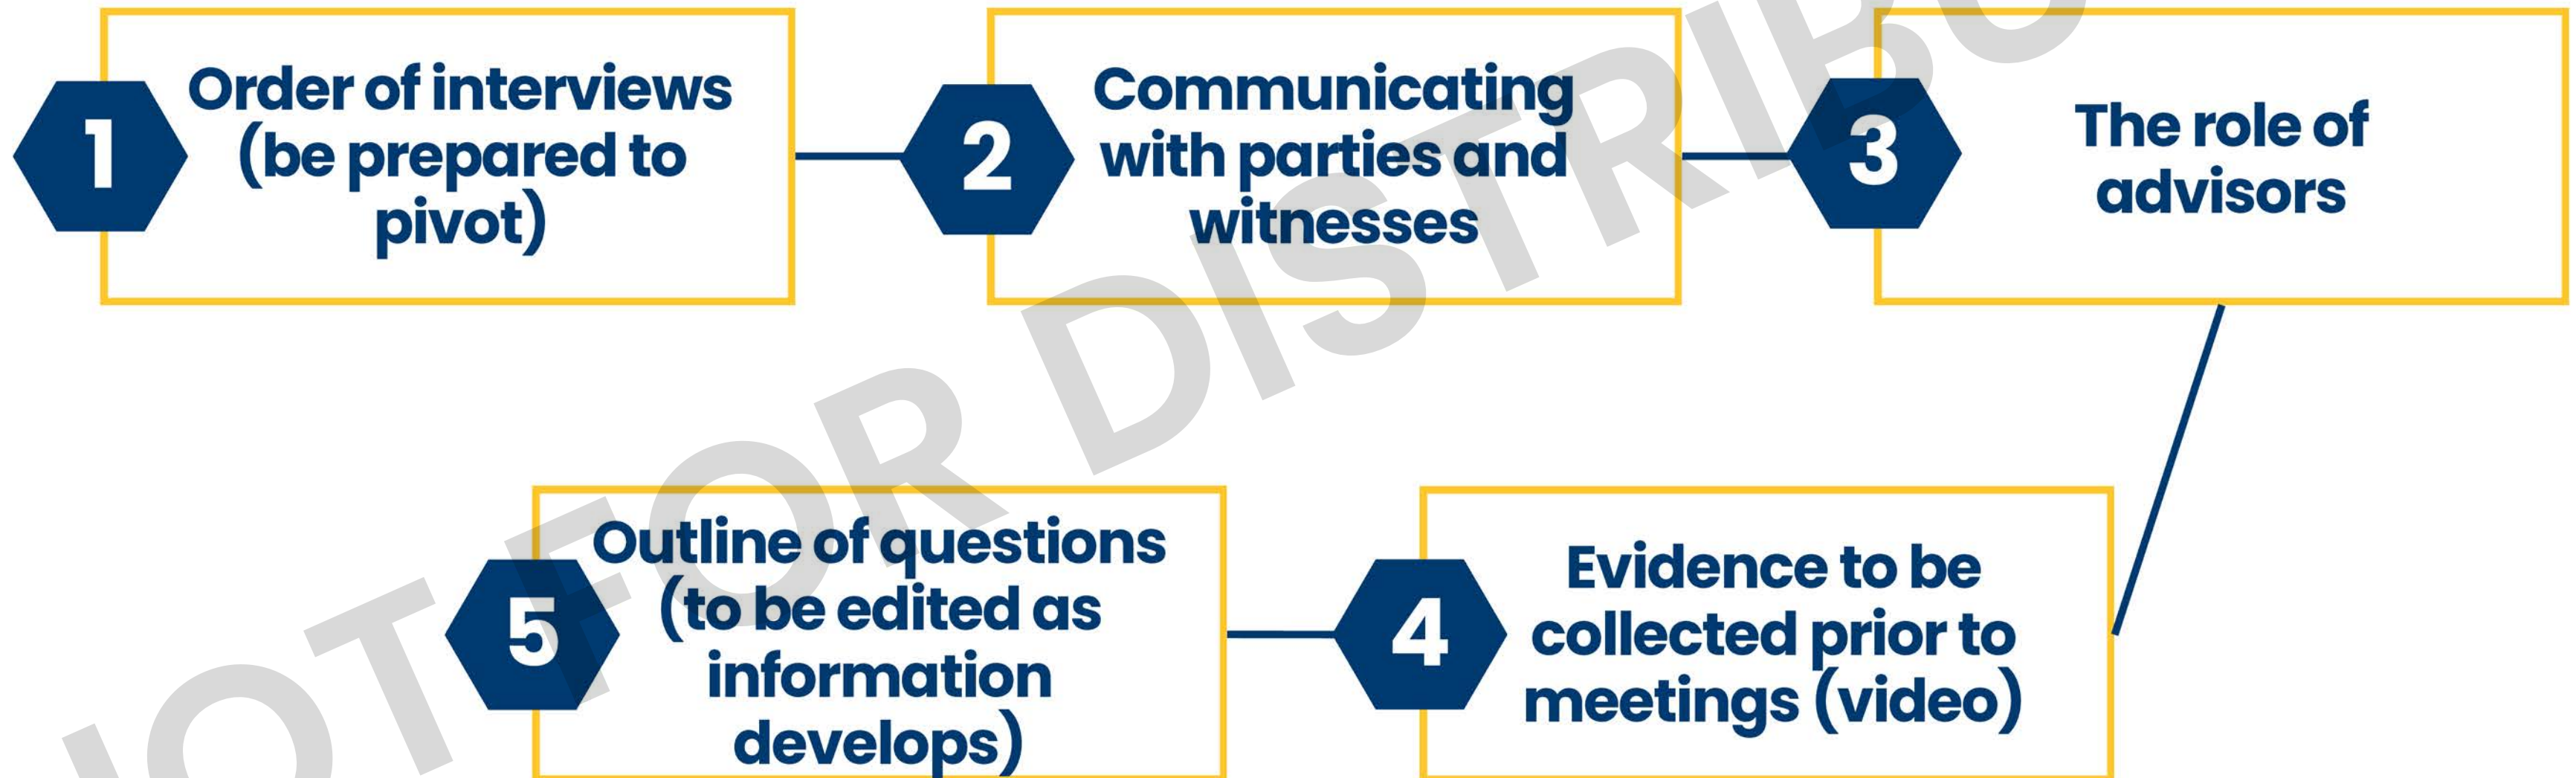 1
Order of interviews
(be prepared to
pivot)
2
Communicating
with parties and
witnesses
3
The role of
advisors
4
Evidence to be
collected prior to
meetings (video)
5
Outline of questions
(to be edited as
information
develops)
NOT FOR DISTRIBU